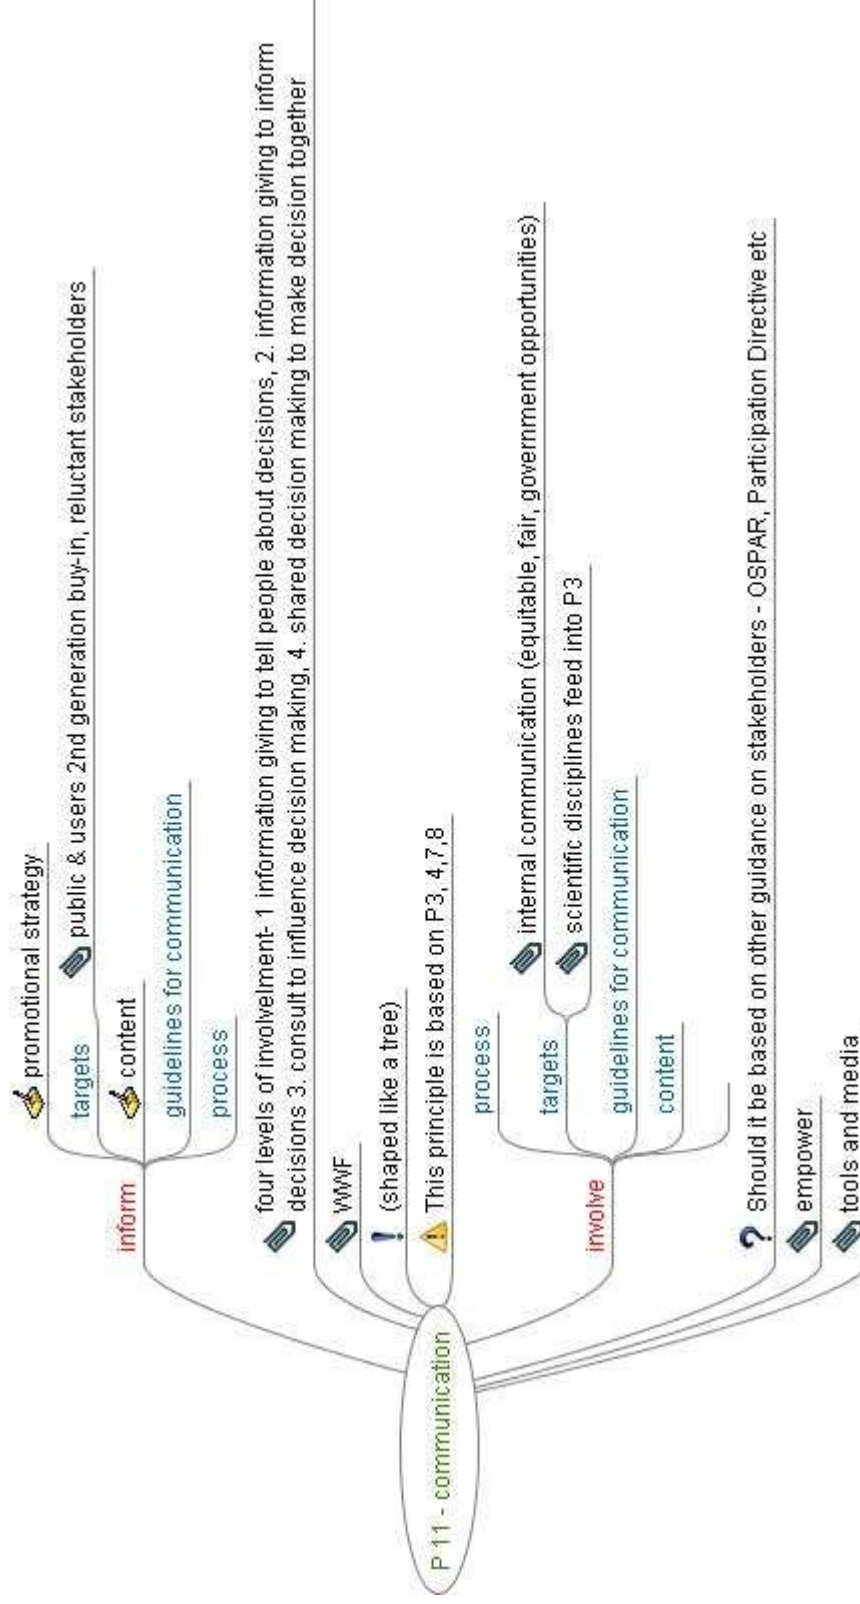 promotional strategy
targets
public & users 2nd generation buy-in, reluctant stakeholders
content
guidelines for communication
process
inform
four levels of involvelment- 1 information giving to tell people about decisions, 2. information giving to inform
decisions 3. consult to influence decision making, 4. shared decision making to make decision together
WWF
(shaped like a tree)
This principle is based on P3, 4,7,8
P 11 - communication
process
internal communication (equitable, fair, government opportunities)
targets
scientific disciplines feed into P3
guidelines for communication
content
involve
Should it be based on other guidance on stakeholders - OSPAR, Participation Directive etc
empower
tools and media